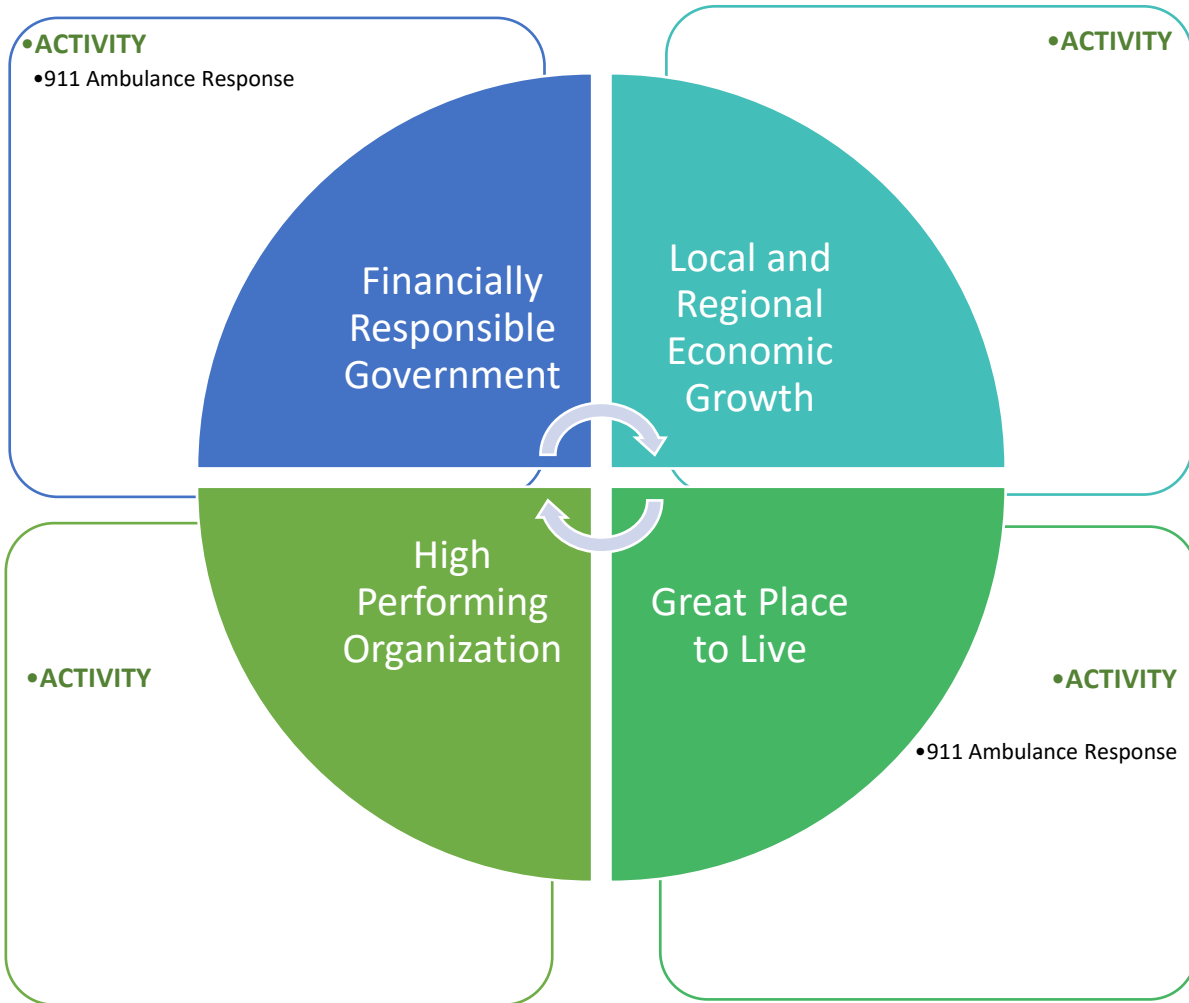 •ACTIVITY
•911 Ambulance Response
•ACTIVITY
Financially
Responsible
Government
Local and
Regional
Economic
Growth
High
Performing
Organization
Great Place
to Live
•ACTIVITY
•ACTIVITY
•911 Ambulance Response